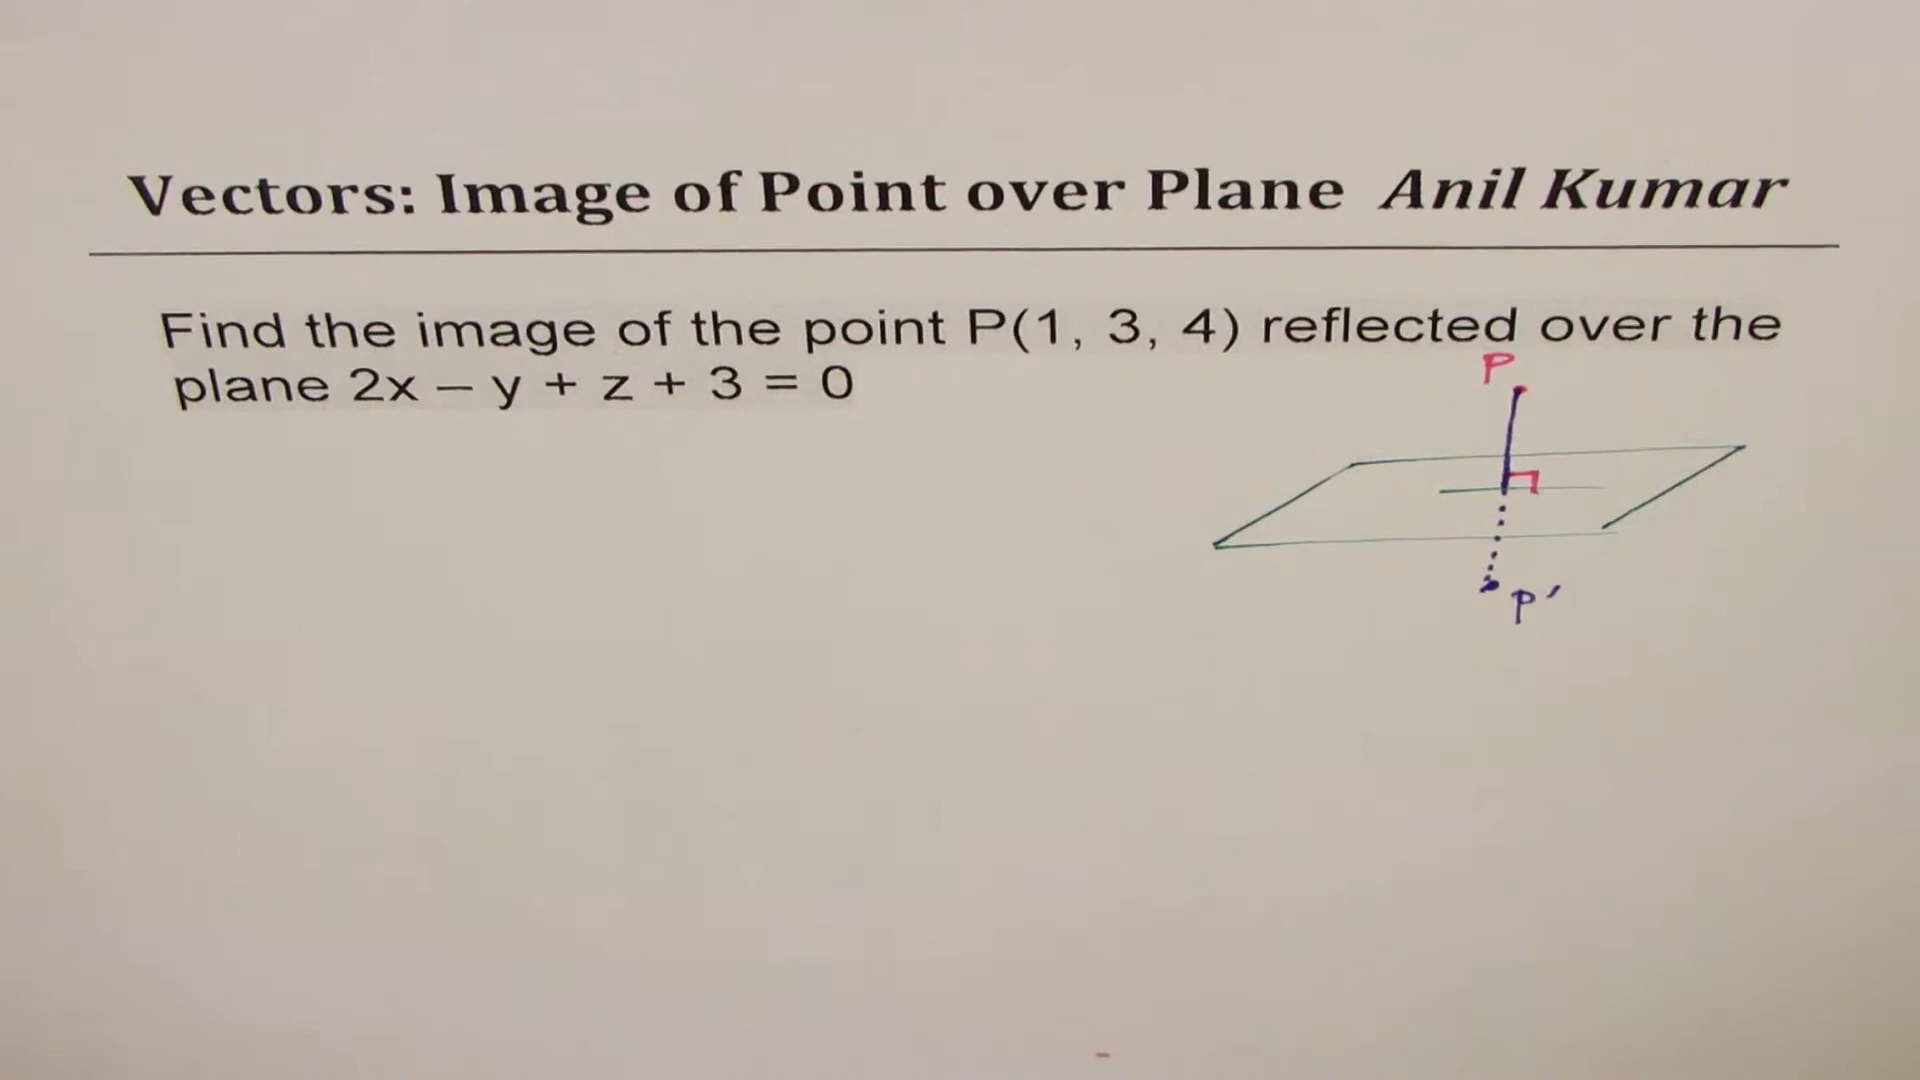 Vectors: Image of Point over Plane Anil Kumar
Find the image of the point P(1, 3, 4) reflected over the
plane 2x – y + z + 3 = 0
P
P'